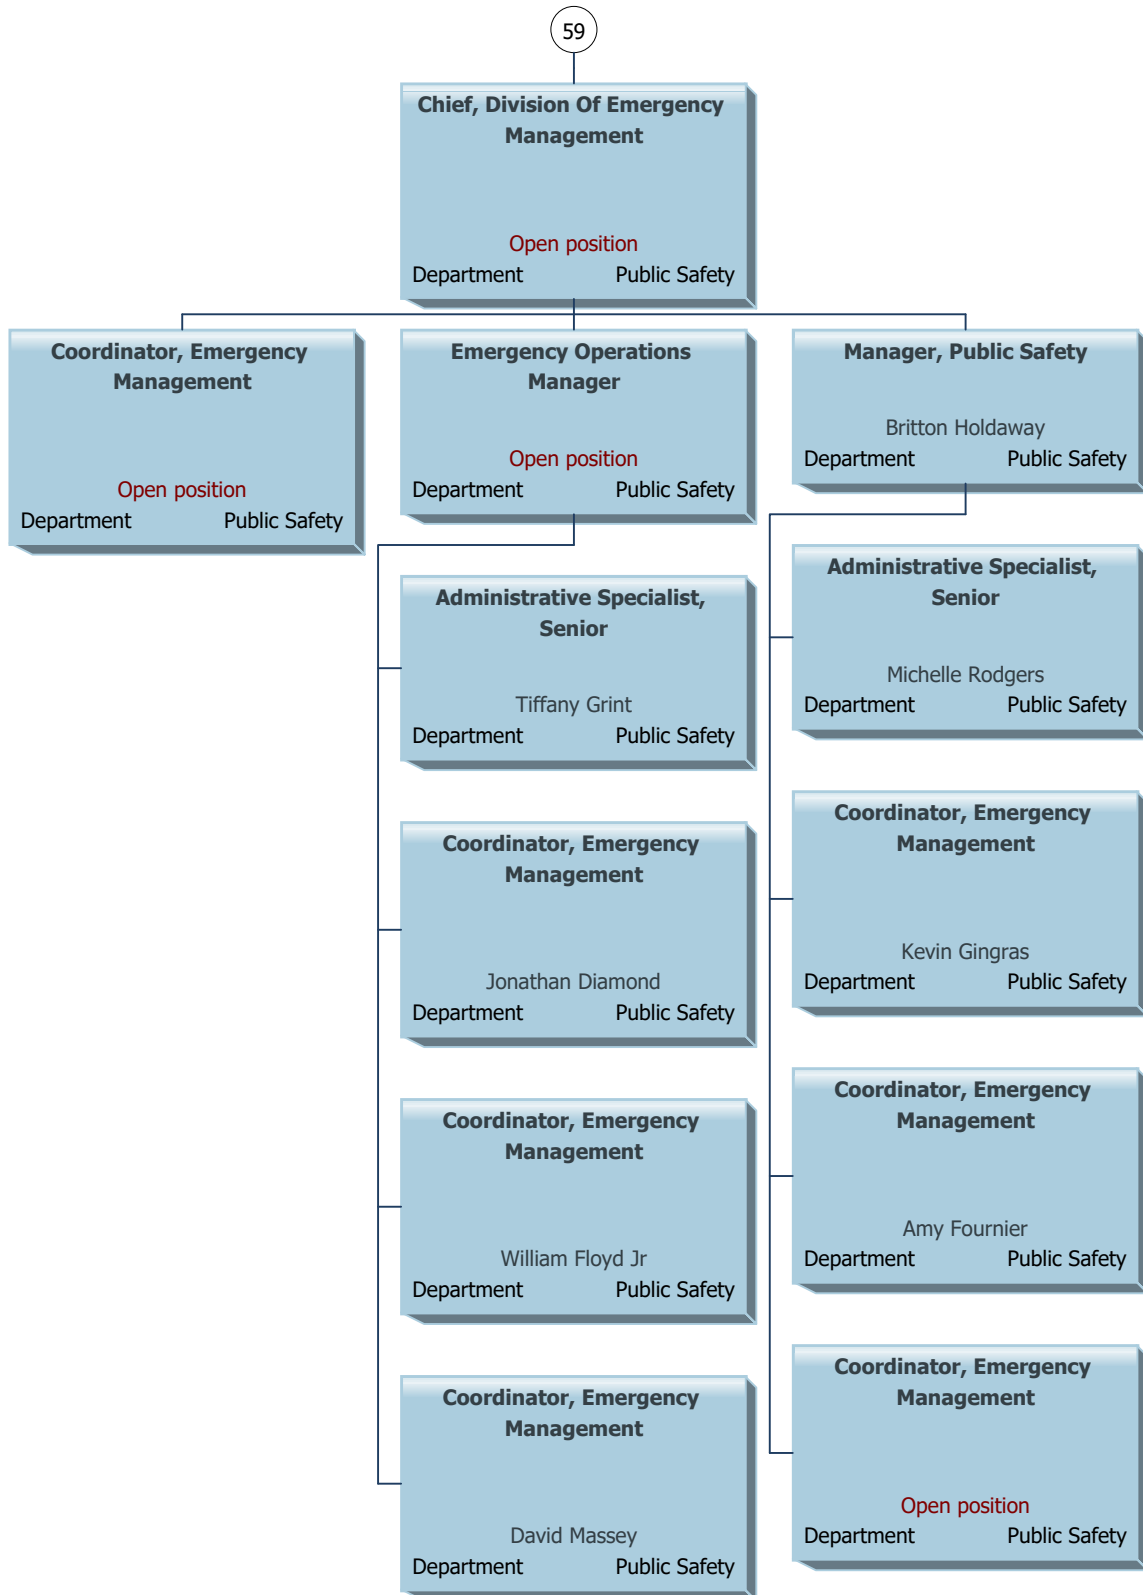 59
Chief, Division Of Emergency
Management
Open position
Department Public Safety
Coordinator, Emergency
Management
Open position
Department Public Safety
Emergency Operations
Manager
Open position
Department Public Safety
Manager, Public Safety
Britton Holdaway
Department Public Safety
Administrative Specialist,
Senior
Tiffany Grint
Department Public Safety
Coordinator, Emergency
Management
Jonathan Diamond
Department Public Safety
Coordinator, Emergency
Management
William Floyd Jr
Department Public Safety
Coordinator, Emergency
Management
David Massey
Department Public Safety
Administrative Specialist,
Senior
Michelle Rodgers
Department Public Safety
Coordinator, Emergency
Management
Kevin Gingras
Department Public Safety
Coordinator, Emergency
Management
Amy Fournier
Department Public Safety
Coordinator, Emergency
Management
Open position
Department Public Safety